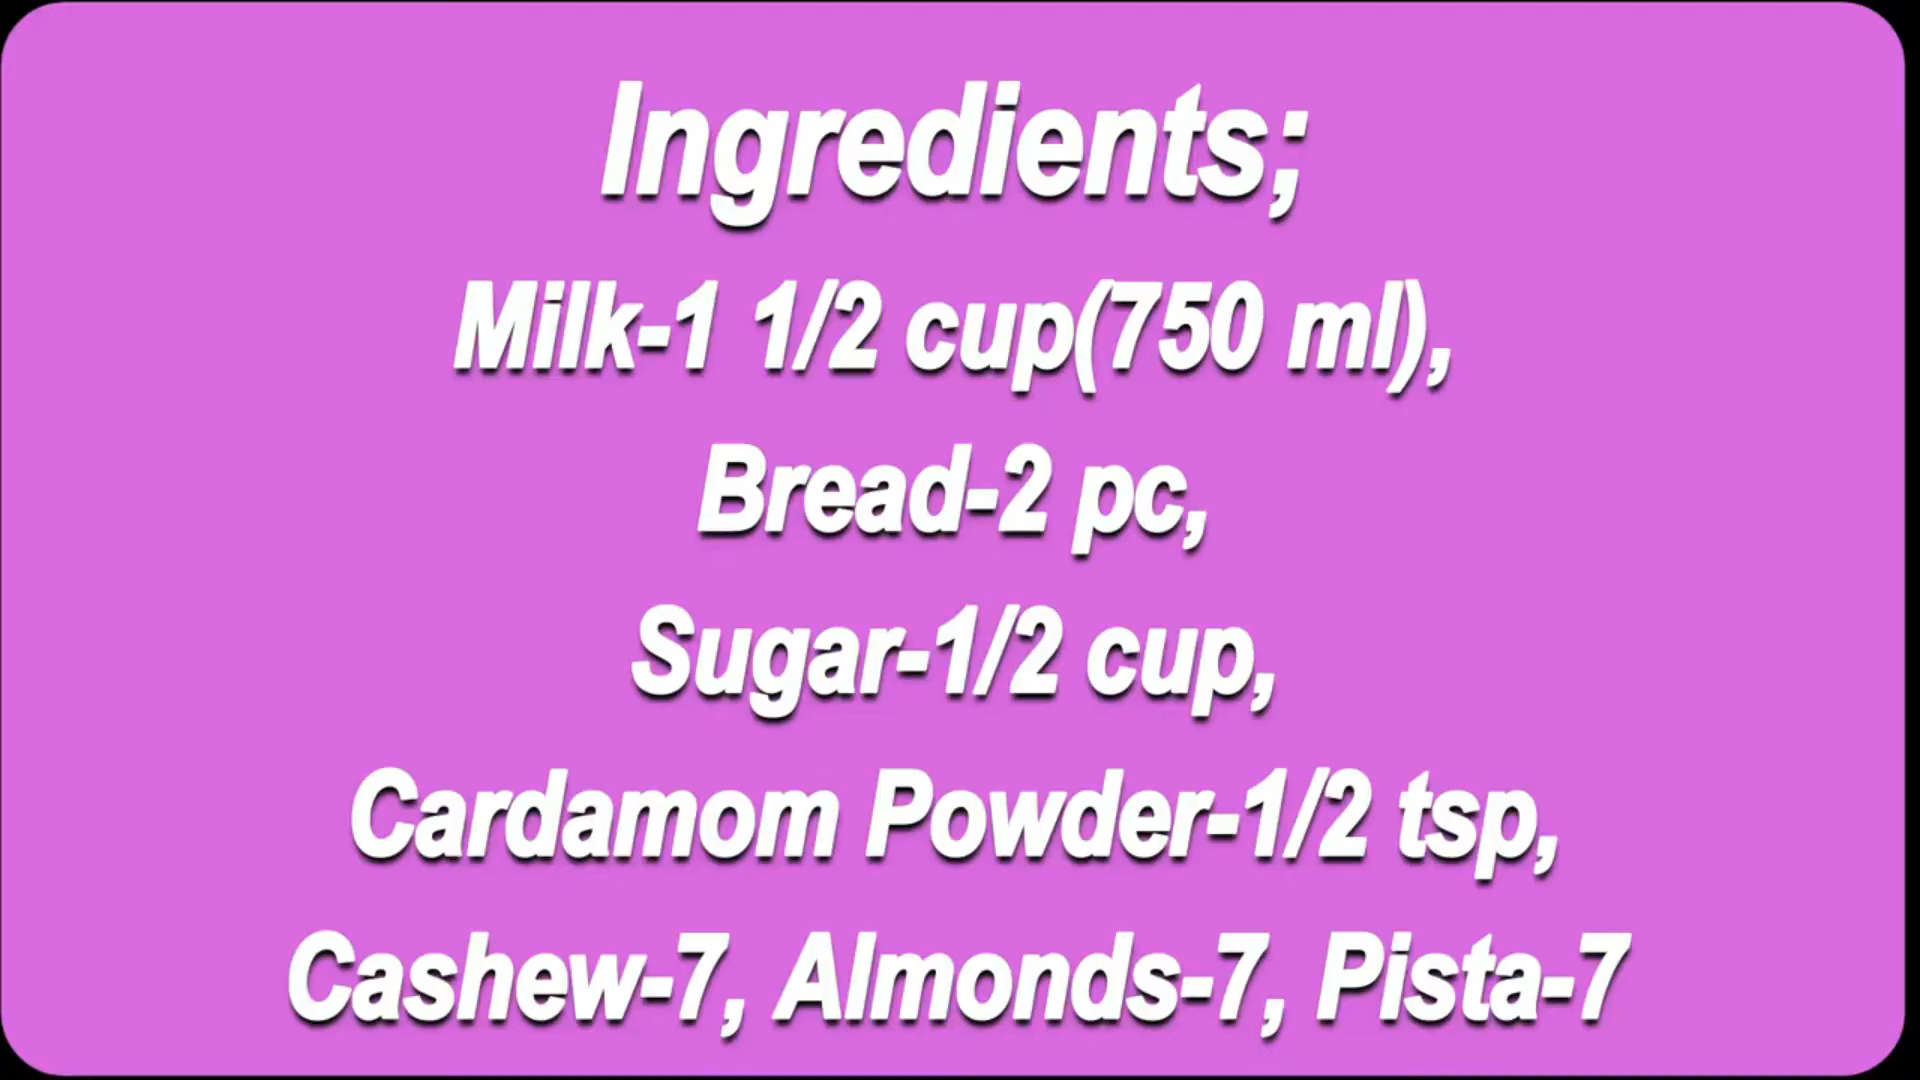 Ingredients;
Milk-1 1/2 cup(750 ml),
Bread-2 pc,
Sugar-1/2 cup,
Cardamom Powder-1/2 tsp,
Cashew-7, Almonds-7, Pista-7